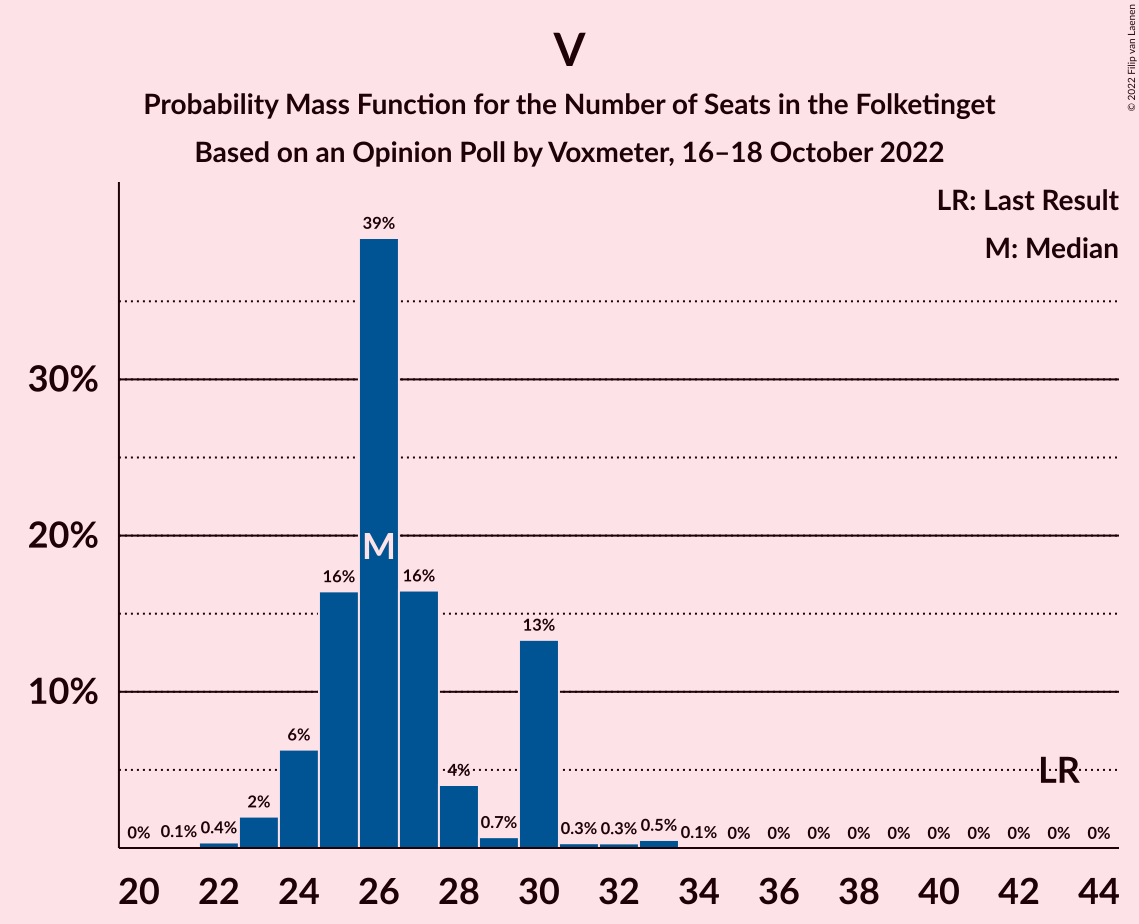 © 2022 Filip van Laenen
V
Probability Mass Function for the Number of Seats in the Folketinget
Based on an Opinion Poll by Voxmeter, 16–18 October 2022
LR: Last Result
M: Median
39%
30%
20%
M
16% 16%
13%
10%
6%
LR
4%
2%
0% 0.1% 0.4% 0.7% 0.3% 0.3% 0.5% 0.1% 0% 0% 0% 0% 0% 0% 0% 0% 0% 0%
20 22 24 26 28 30 32 34 36 38 40 42 44